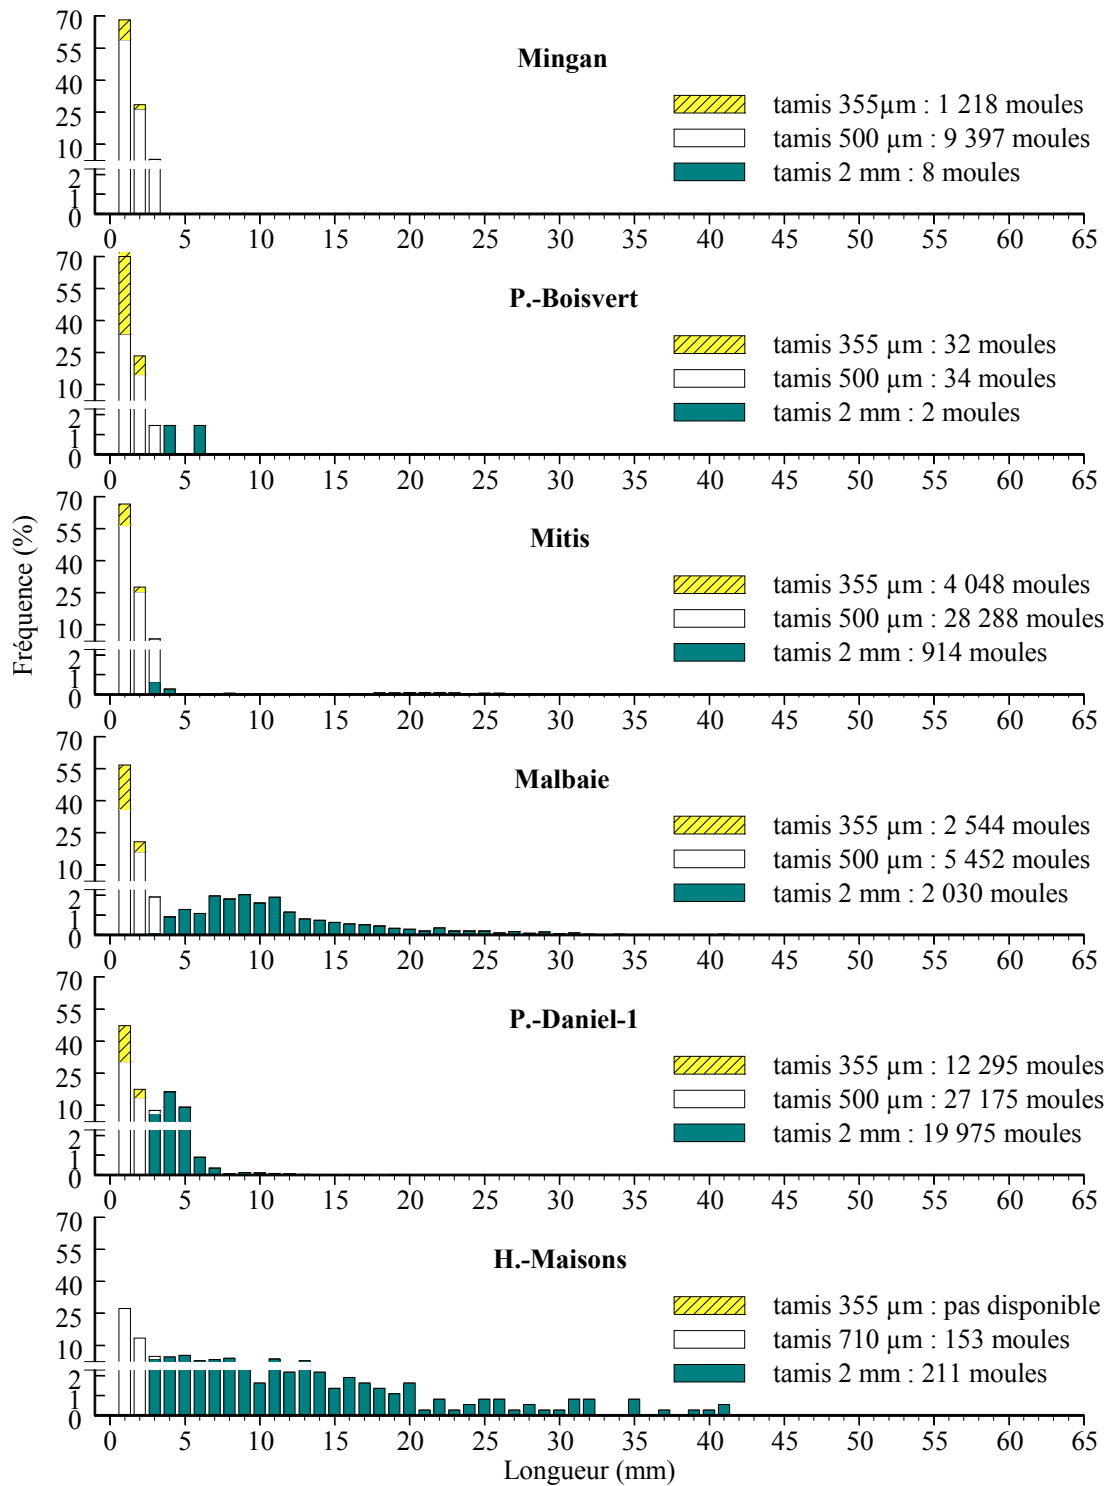 Fréquence (%)
Mingan
70
55
40
25
10
2
1
0
tamis 355µm : 1 218 moules
tamis 500 µm : 9 397 moules
tamis 2 mm : 8 moules
0 5 10 15 20 25 30 35 40 45 50 55 60 65
P.-Boisvert
70
55
40
25
10
2
1
0
tamis 355 µm : 32 moules
tamis 500 µm : 34 moules
tamis 2 mm : 2 moules
0 5 10 15 20 25 30 35 40 45 50 55 60 65
Mitis
70
55
40
25
10
2
1
0
tamis 355 µm : 4 048 moules
tamis 500 µm : 28 288 moules
tamis 2 mm : 914 moules
0 5 10 15 20 25 30 35 40 45 50 55 60 65
Malbaie
70
55
40
25
10
2
1
0
tamis 355 µm : 2 544 moules
tamis 500 µm : 5 452 moules
tamis 2 mm : 2 030 moules
0 5 10 15 20 25 30 35 40 45 50 55 60 65
P.-Daniel-1
70
55
40
25
10
2
1
0
tamis 355 µm : 12 295 moules
tamis 500 µm : 27 175 moules
tamis 2 mm : 19 975 moules
0 5 10 15 20 25 30 35 40 45 50 55 60 65
H.-Maisons
70
55
40
25
10
2
1
0
tamis 355 µm : pas disponible
tamis 710 µm : 153 moules
tamis 2 mm : 211 moules
0 5 10 15 20 25 30 35 40 45 50 55 60 65
Longueur (mm)